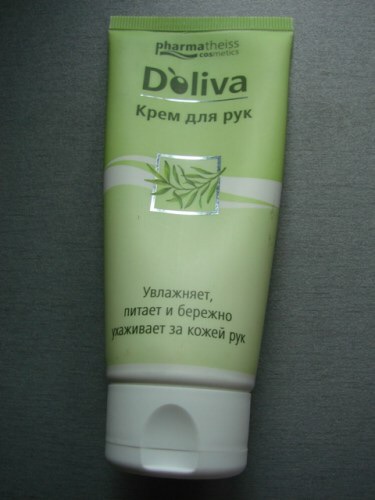 pharmatheiss
cosmetics
D'oliva
Крем для рук
Увлажняет,
питает и бережно
ухаживает за кожей рук